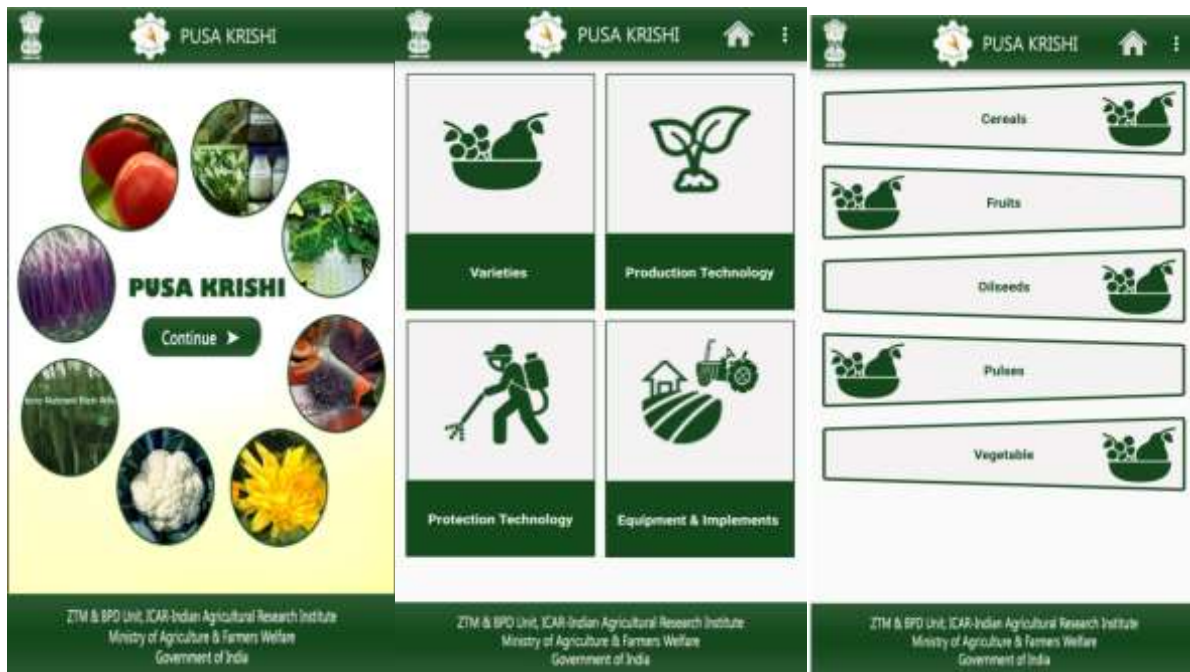 PUSA KRISHI
PUSA KRISHI
Continue
ZTM & BPD Unit, ICAR-Indian Agricultural Research Institute
Ministry of Agriculture & Farmers Welfare
Government of India
PUSA KRISHI
Varieties
Production Technology
Protection Technology
Equipment & Implements
ZTM & BPD Unit, ICAR-Indian Agricultural Research Institute
Ministry of Agriculture & Farmers Welfare
Government of India
PUSA KRISHI
Cereals
Fruits
Oilseeds
Pulses
Vegetable
ZTM & BPD Unit, ICAR-Indian Agricultural Research Institute
Ministry of Agriculture & Farmers Welfare
Government of India